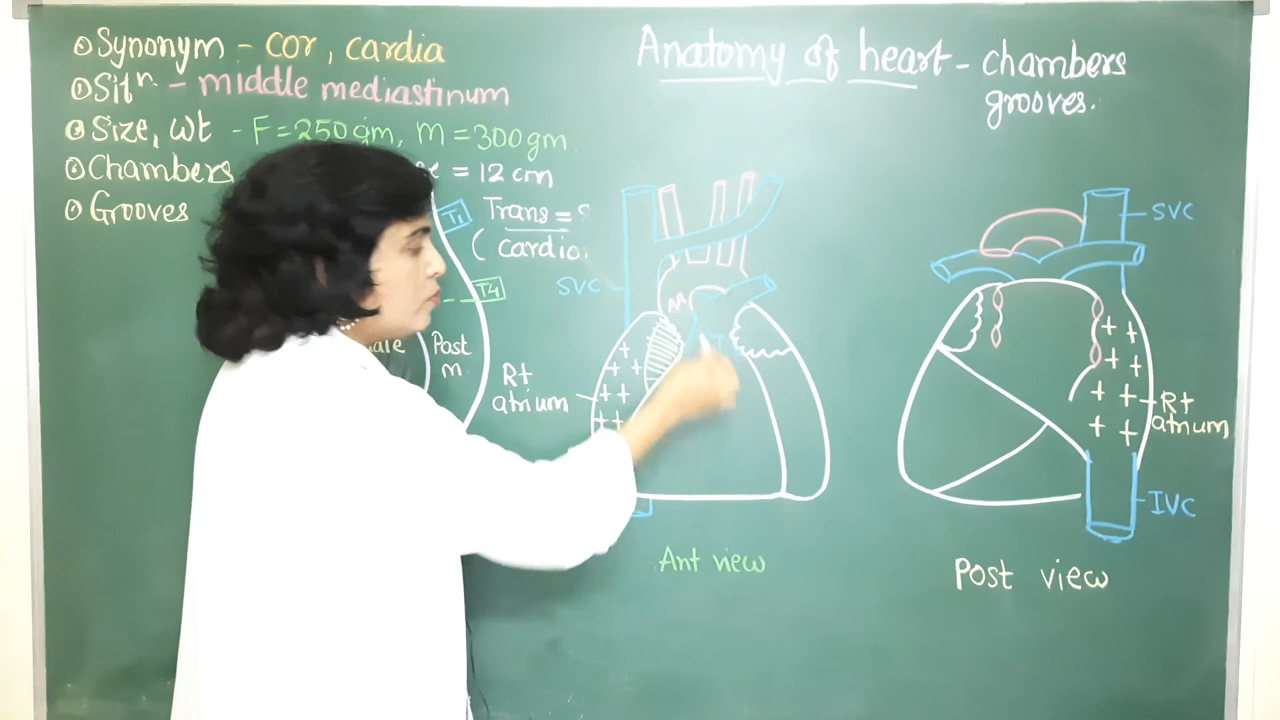 Synonym - cor, cardia
Sitⁿ - middle mediastinum
Size, wt - F=250gm, M=300gm
Chambers = 12 cm
Grooves
T1
Trans =
(cardio
T4
Post
m.
Anatomy of heart - chambers
grooves.
SVC
Rt
atrium
Ant view
SVC
Rt
atrium
IVC
Post view